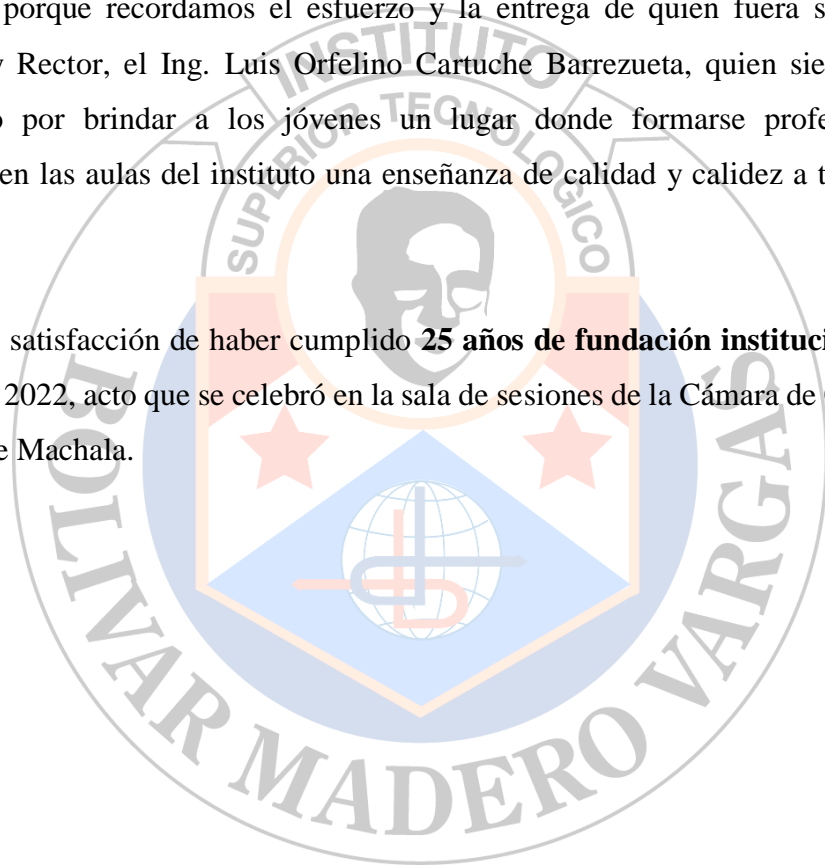 porque recordamos el esfuerzo y la entrega de quien fuera s
y Rector, el Ing. Luis Orfelino Cartuche Barrezueta, quien sie
o por brindar a los jóvenes un lugar donde formarse profe
en las aulas del instituto una enseñanza de calidad y calidez a t
satisfacción de haber cumplido 25 años de fundación instituci
2022, acto que se celebró en la sala de sesiones de la Cámara de
e Machala.
INSTITUTO
SUPERIOR TECNOLOGICO
BOLIVAR MADERO VARGAS